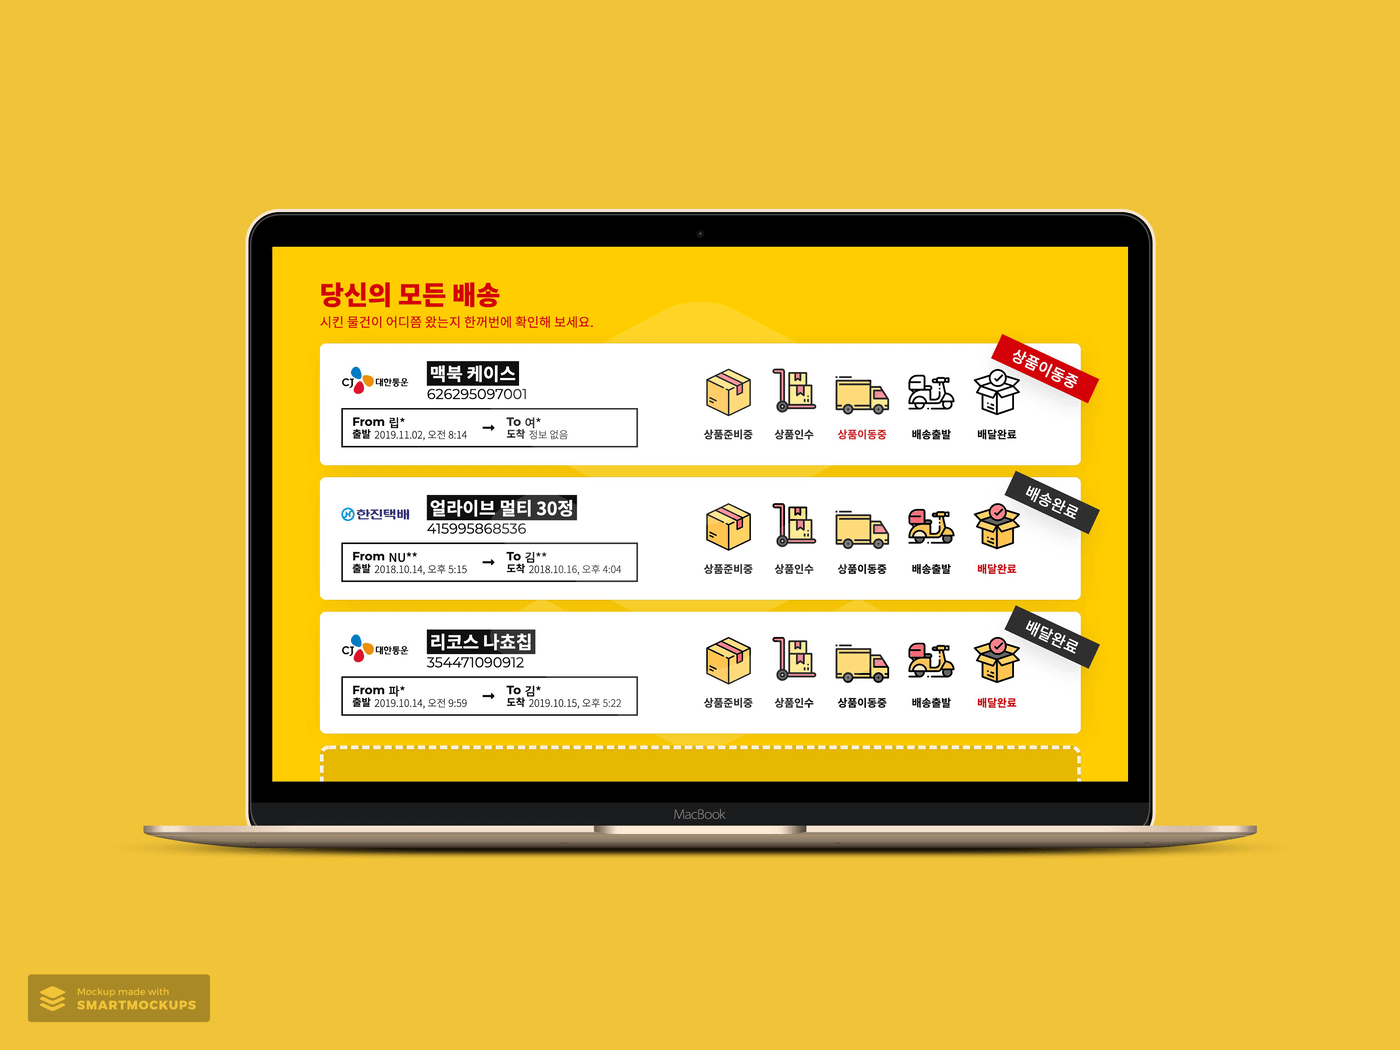 당신의 모든 배송
시킨 물건이 어디쯤 왔는지 한꺼번에 확인해 보세요.
상품이동중
CJ 대한통운
맥북 케이스
626295097001
From 립*
출발 2019.11.02, 오전 8:14
→
To 여*
도착 정보 없음
상품준비중
상품인수
상품이동중
배송출발
배달완료
배송완료
한진택배
얼라이브 멀티 30정
415995868536
From NU**
출발 2018.10.14, 오후 5:15
→
To 김**
도착 2018.10.16, 오후 4:04
상품준비중
상품인수
상품이동중
배송출발
배달완료
배달완료
CJ 대한통운
리코스 나쵸칩
354471090912
From 파*
출발 2019.10.14, 오전 9:59
→
To 김*
도착 2019.10.15, 오후 5:22
상품준비중
상품인수
상품이동중
배송출발
배달완료
MacBook
Mockup made with
SMARTMOCKUPS